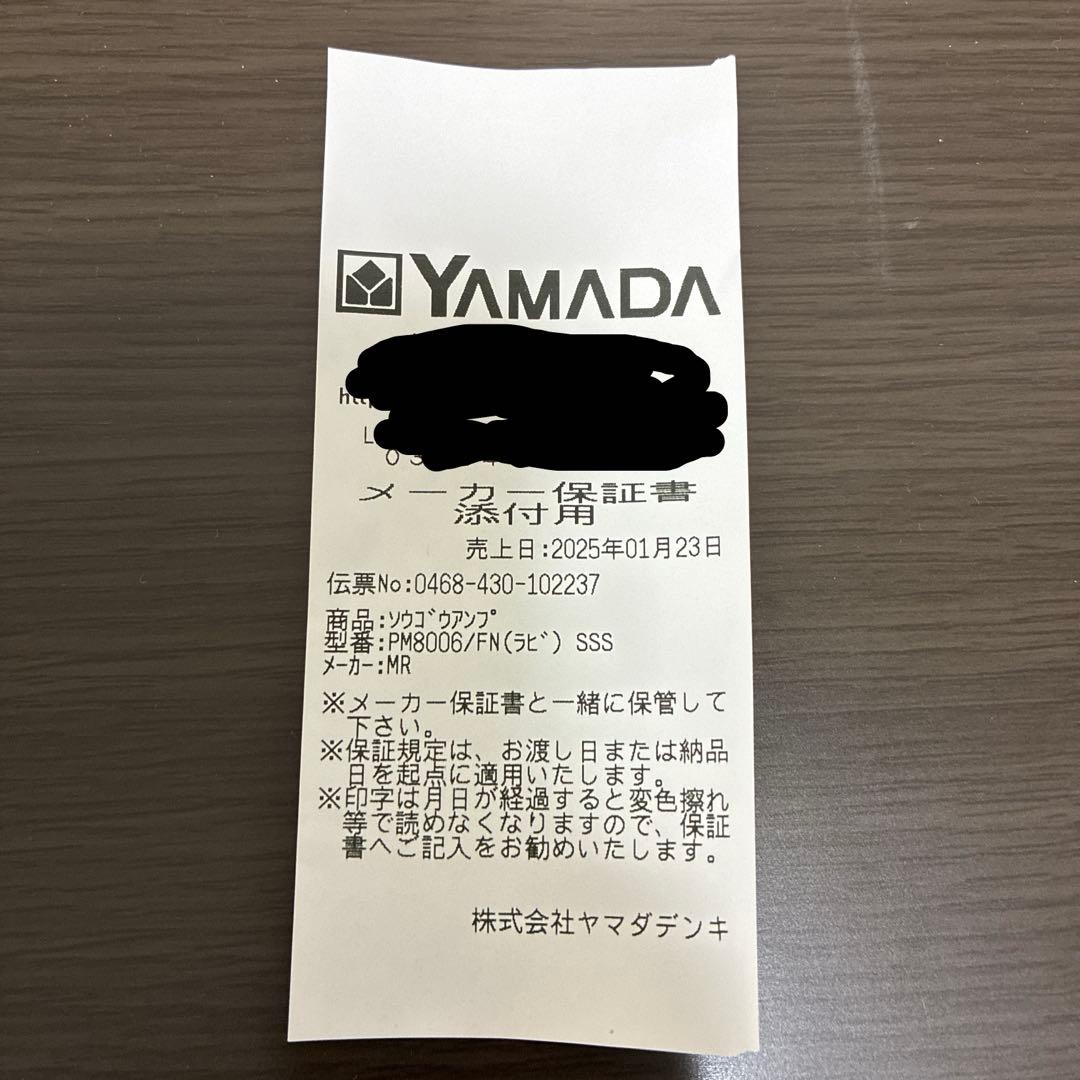 YAMADA
メーカー保証書
添付用
売上日:2025年01月23日
伝票No:0468-430-102237
商品:ｿｳｺﾞｳｱﾝﾌﾟ
型番:PM8006/FN(ﾗﾋﾞ) SSS
ﾒｰｶｰ:MR
※メーカー保証書と一緒に保管して
下さい。
※保証規定は、お渡し日または納品
日を起点に適用いたします。
※印字は月日が経過すると変色擦れ
等で読めなくなりますので、保証
書へご記入をお勧めいたします。
株式会社ヤマダデンキ